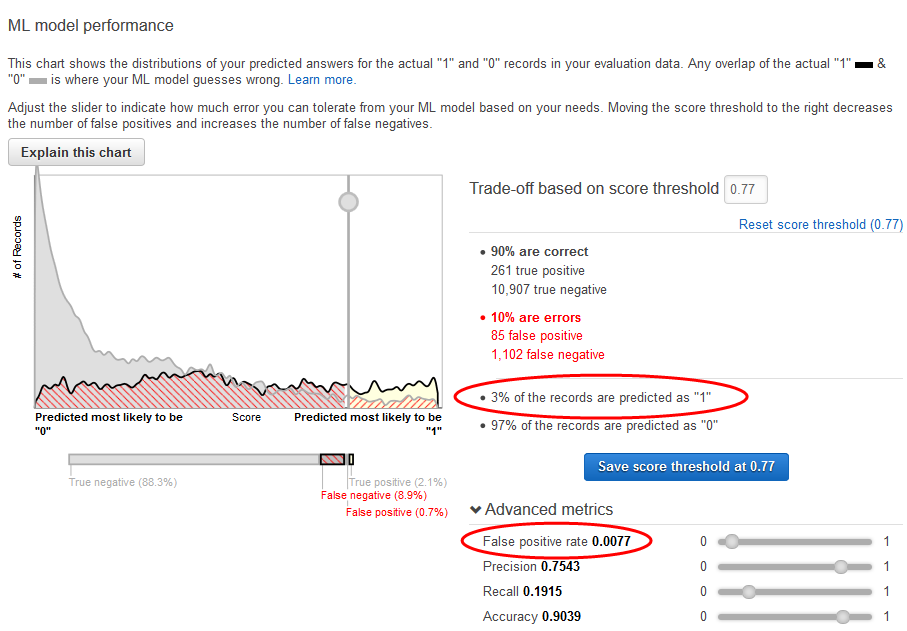 ML model performance
This chart shows the distributions of your predicted answers for the actual "1" and "0" records in your evaluation data. Any overlap of the actual "1" &
"0" is where your ML model guesses wrong. Learn more.
Adjust the slider to indicate how much error you can tolerate from your ML model based on your needs. Moving the score threshold to the right decreases
the number of false positives and increases the number of false negatives.
Explain this chart
# of Records
Predicted most likely to be
"0"
Score
Predicted most likely to be
"1"
True negative (88.3%)
True positive (2.1%)
False negative (8.9%)
False positive (0.7%)
Trade-off based on score threshold 0.77
Reset score threshold (0.77)
• 90% are correct
261 true positive
10,907 true negative
• 10% are errors
85 false positive
1,102 false negative
• 3% of the records are predicted as "1"
• 97% of the records are predicted as "0"
Save score threshold at 0.77
Advanced metrics
False positive rate 0.0077 0 1
Precision 0.7543 0 1
Recall 0.1915 0 1
Accuracy 0.9039 0 1